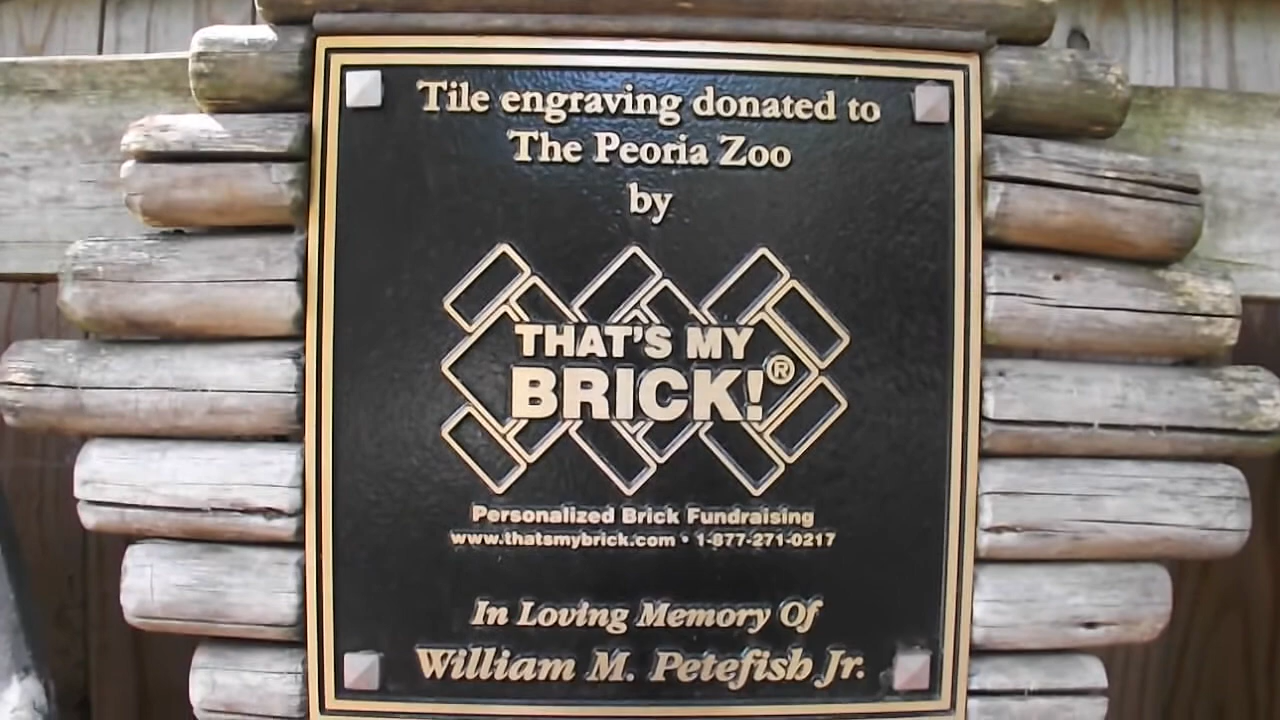 Tile engraving donated to
The Peoria Zoo
by
THAT'S MY
BRICK!®
Personalized Brick Fundraising
www.thatsmybrick.com • 1-877-271-0217
In Loving Memory Of
William M. Petefish Jr.